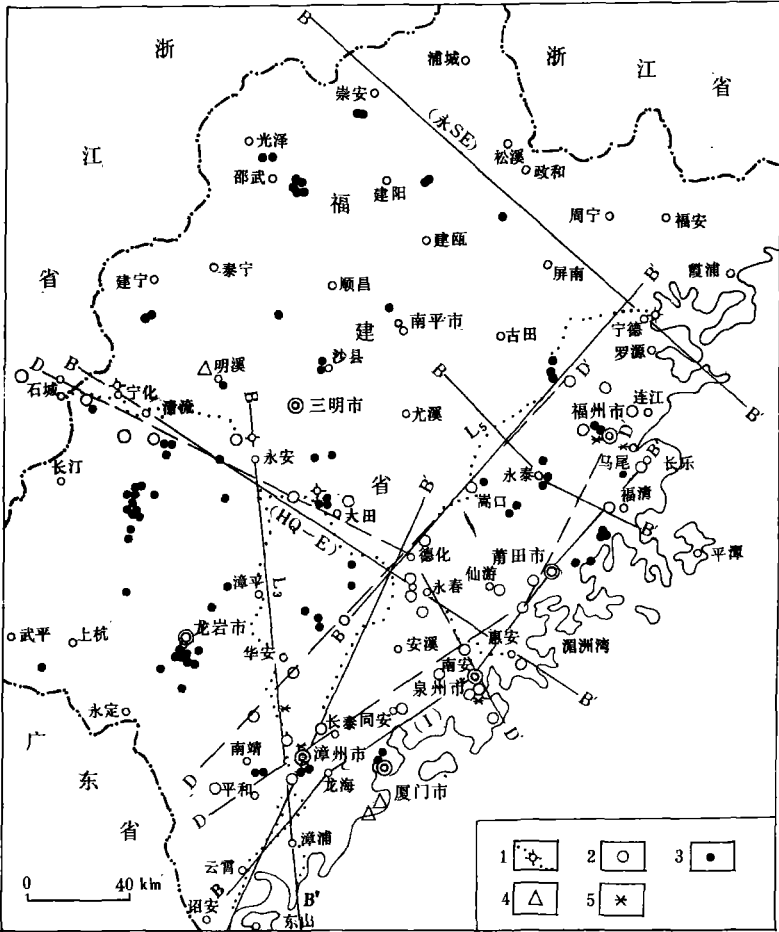 B
浙
浙
江
省
浦城
崇安
(永SE)
光泽
松溪
政和
江
邵武
建阳
福
周宁
福安
建瓯
省
建宁
泰宁
顺昌
屏南
霞浦
B'
建
南平市
古田
宁德
罗源
D
B
石城
宁化
清流
明溪
沙县
B
B
D'
三明市
尤溪
L5
连江
福州市
B'
D'
马尾
B'
长乐
长汀
永安
省
永泰
嵩口
福清
B'
大田
B'
(HQ-E)
平潭
德化
莆田市
仙游
L3
漳平
永春
武平
上杭
龙岩市
B
安溪
惠安
湄洲湾
华安
南安
泉州市
B'
永定
(I)
D'
广
东
省
长泰
同安
南靖
漳州市
D
平和
龙海
厦门市
D
漳浦
云霄
B
B'
诏安
东山
0 40 km
1 2 3
4 5